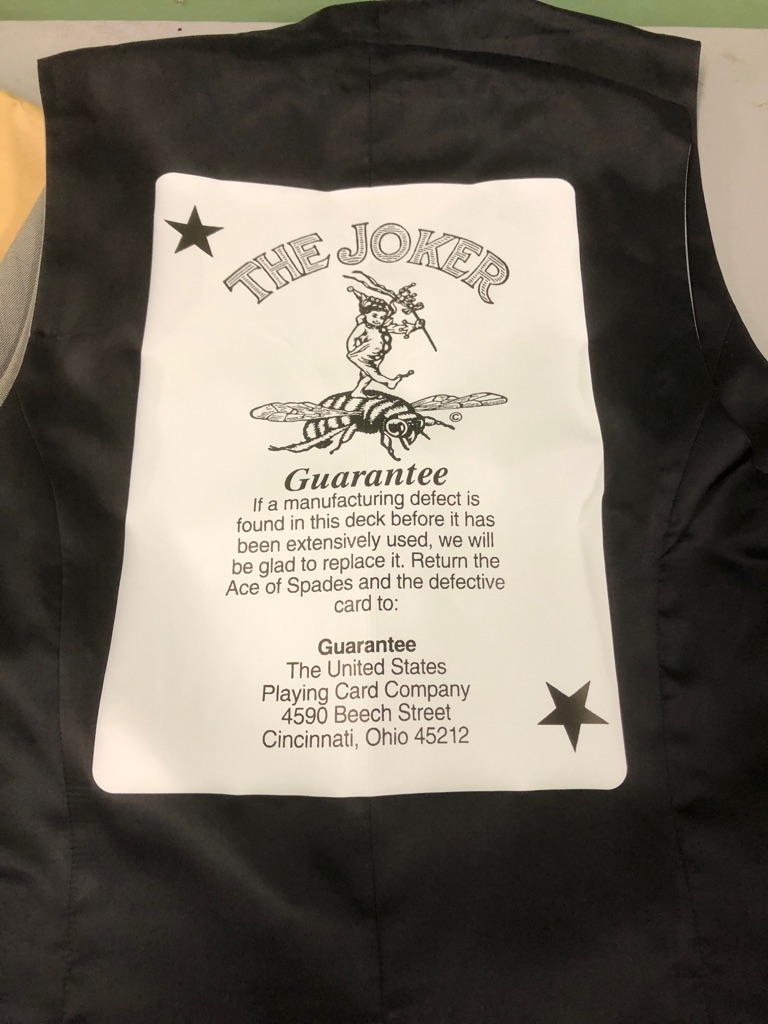 THE JOKER
©
Guarantee
If a manufacturing defect is
found in this deck before it has
been extensively used, we will
be glad to replace it. Return the
Ace of Spades and the defective
card to:
Guarantee
The United States
Playing Card Company
4590 Beech Street
Cincinnati, Ohio 45212